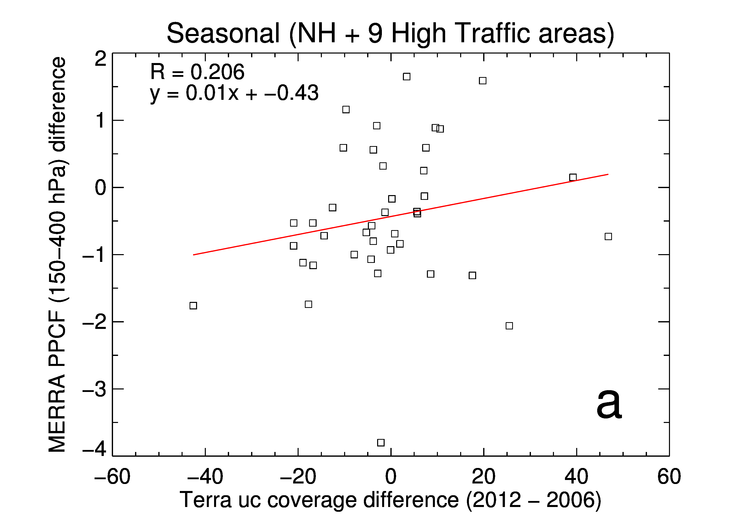 Seasonal (NH + 9 High Traffic areas)
R = 0.206
y = 0.01x + −0.43
MERRA PPCF (150−400 hPa) difference
2
1
0
−1
−2
−3
−4
a
−60 −40 −20 0 20 40 60
Terra uc coverage difference (2012 − 2006)